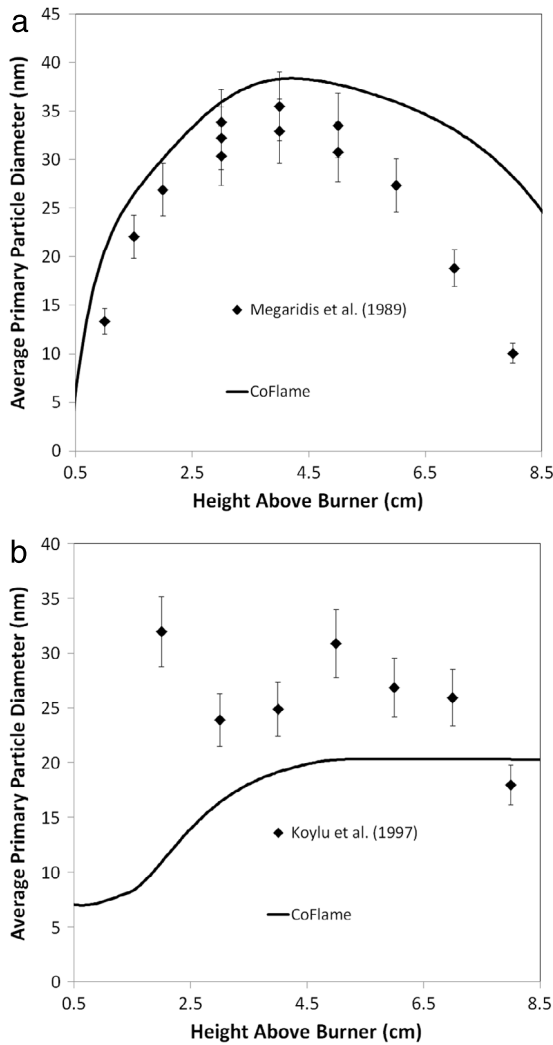 a
45
40
35
30
25
20
15
10
5
0
Average Primary Particle Diameter (nm)
Megaridis et al. (1989)
CoFlame
0.5 2.5 4.5 6.5 8.5
Height Above Burner (cm)
b
40
35
30
25
20
15
10
5
0
Average Primary Particle Diameter (nm)
Koylu et al. (1997)
CoFlame
0.5 2.5 4.5 6.5 8.5
Height Above Burner (cm)